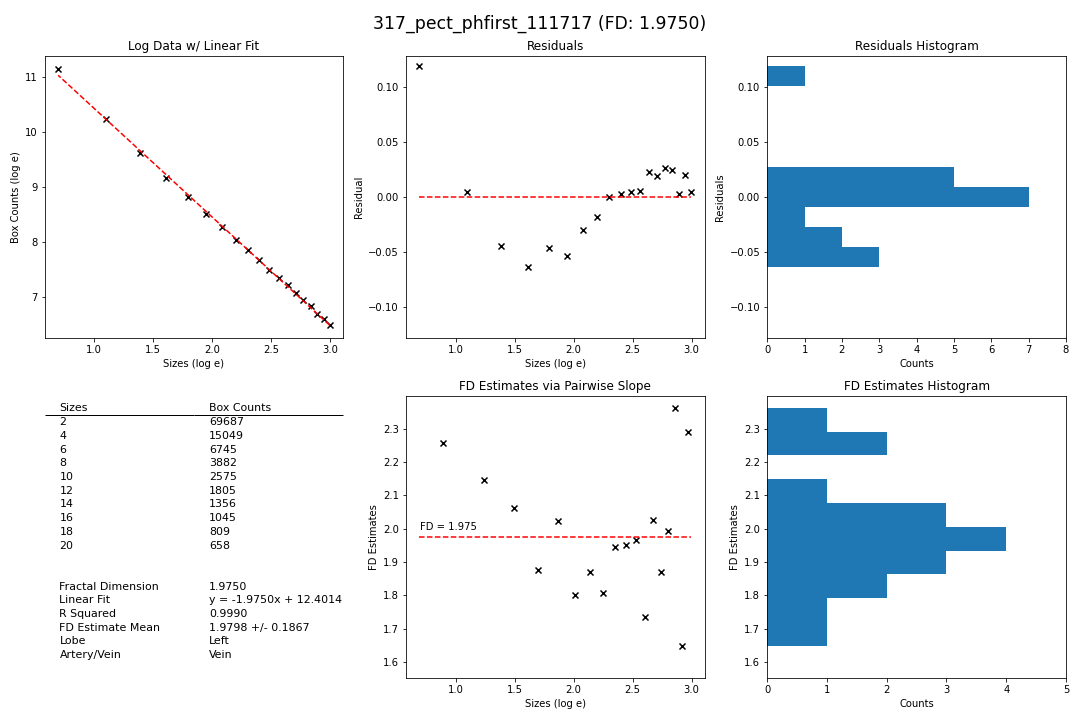 317_pect_phfirst_111717 (FD: 1.9750)
Log Data w/ Linear Fit
Box Counts (log e)
11
10
9
8
7
1.0 1.5 2.0 2.5 3.0
Sizes (log e)
Residuals
Residual
0.10
0.05
0.00
−0.05
−0.10
1.0 1.5 2.0 2.5 3.0
Sizes (log e)
Residuals Histogram
Residuals
0.10
0.05
0.00
−0.05
−0.10
0 1 2 3 4 5 6 7 8
Counts
Sizes Box Counts
2 69687
4 15049
6 6745
8 3882
10 2575
12 1805
14 1356
16 1045
18 809
20 658
Fractal Dimension 1.9750
Linear Fit y = -1.9750x + 12.4014
R Squared 0.9990
FD Estimate Mean 1.9798 +/- 0.1867
Lobe Left
Artery/Vein Vein
FD Estimates via Pairwise Slope
FD Estimates
2.3
2.2
2.1
2.0
1.9
1.8
1.7
1.6
FD = 1.975
1.0 1.5 2.0 2.5 3.0
Sizes (log e)
FD Estimates Histogram
FD Estimates
2.3
2.2
2.1
2.0
1.9
1.8
1.7
1.6
0 1 2 3 4 5
Counts